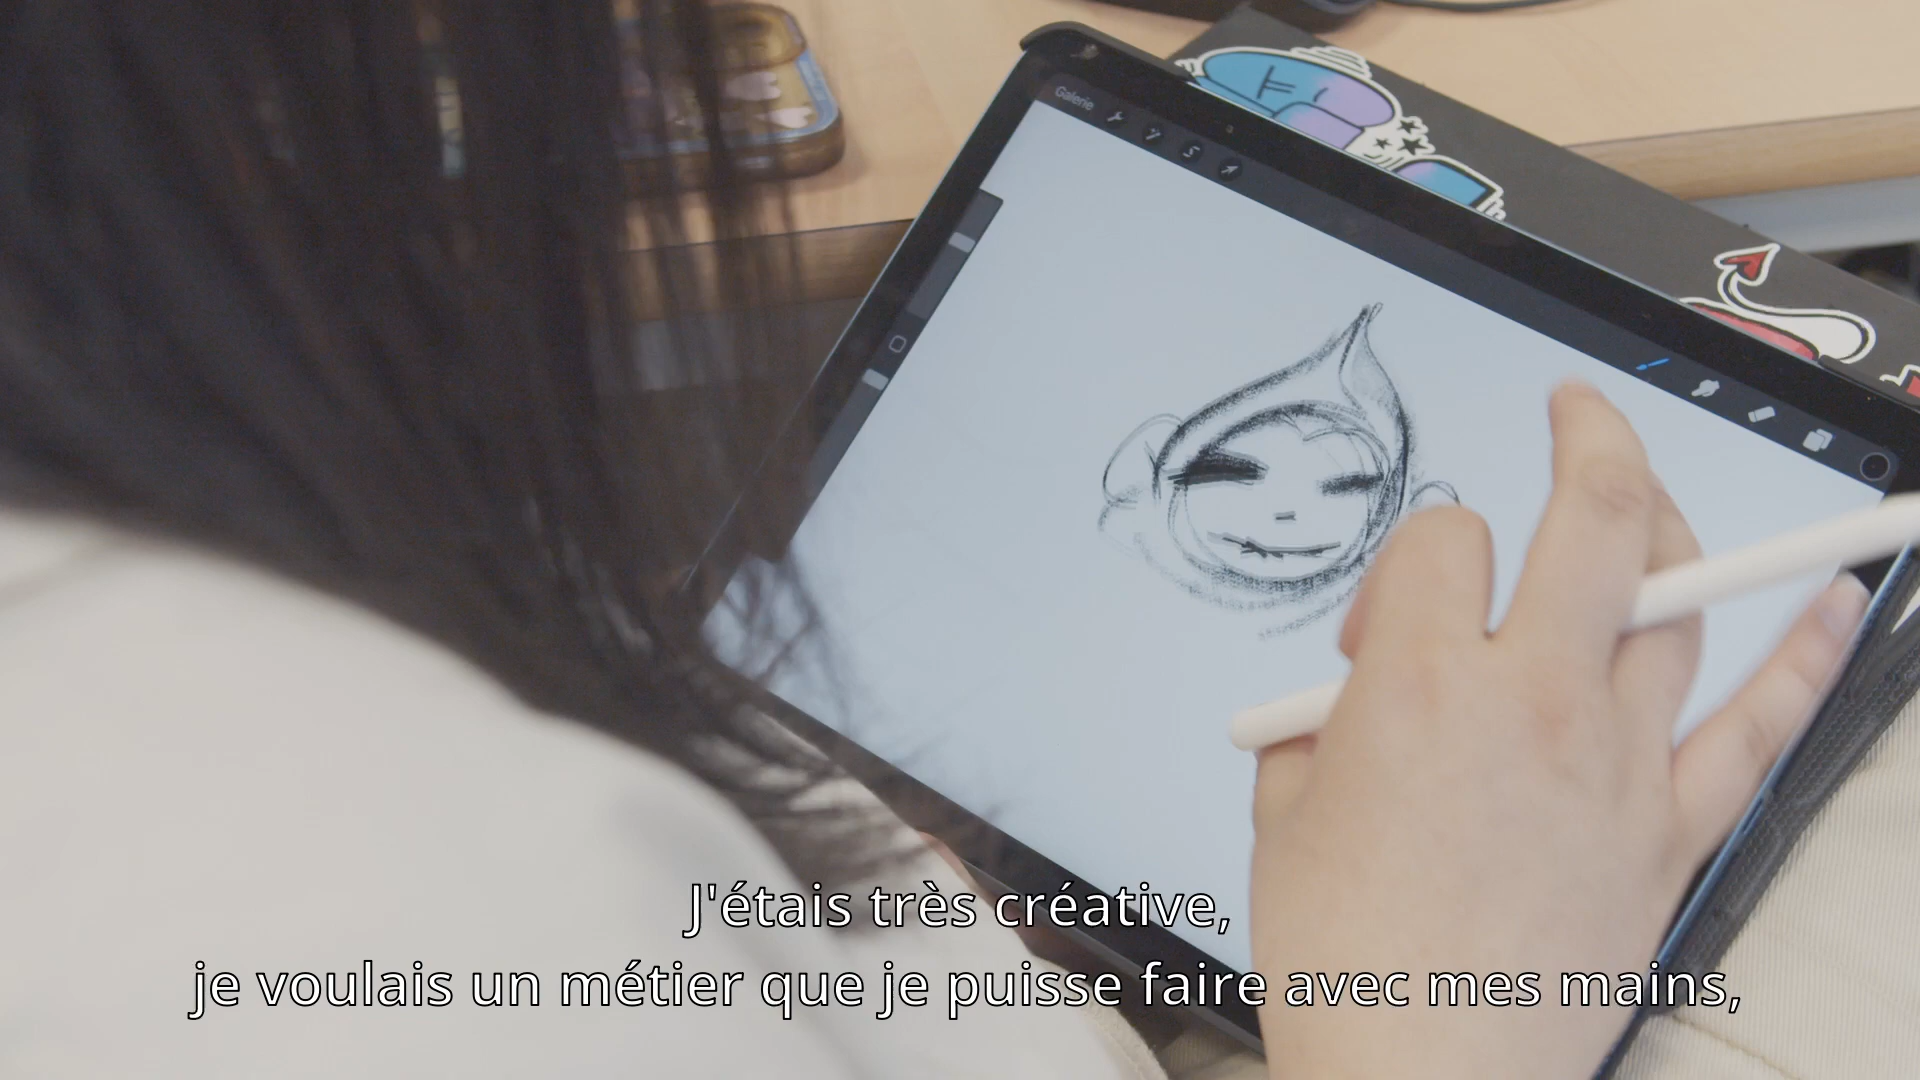 Galerie
J'étais très créative,
je voulais un métier que je puisse faire avec mes mains,